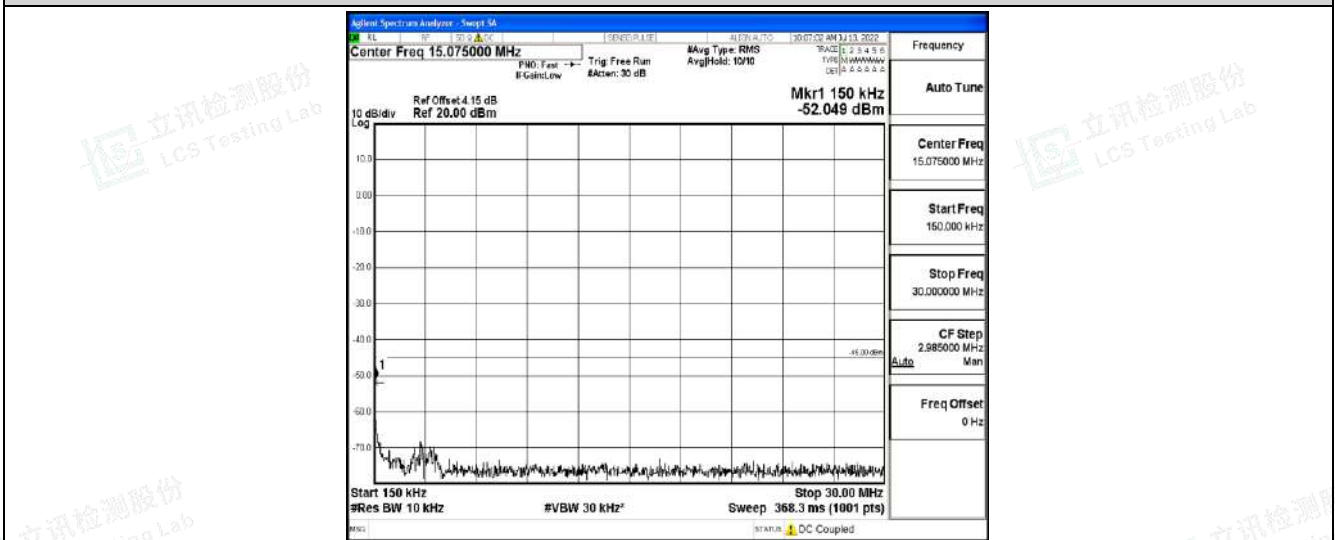 Agilent Spectrum Analyzer - Swept SA
RL RF 50 Ω DC SENSE:PULSE ALIGN AUTO 10:07:02 AM Jul 13, 2022
Center Freq 15.075000 MHz
PNO: Fast
IFGain:Low
Trig: Free Run
#Atten: 30 dB
#Avg Type: RMS
Avg|Hold: 10/10
TRACE 1 2 3 4 5 6
TYPE M WWWWW
DET A A A A A A
Frequency
Auto Tune
Mkr1 150 kHz
-52.049 dBm
Ref Offset 4.15 dB
10 dB/div Ref 20.00 dBm
Log
10.0
0.00
-10.0
-20.0
-30.0
-40.0
-50.0
-60.0
-70.0
-45.00 dBm
1
Center Freq
15.075000 MHz
Start Freq
150.000 kHz
Stop Freq
30.000000 MHz
CF Step
2.985000 MHz
Auto Man
Freq Offset
0 Hz
Start 150 kHz Stop 30.00 MHz
#Res BW 10 kHz #VBW 30 kHz* Sweep 368.3 ms (1001 pts)
MSG STATUS DC Coupled
立讯检测股份
LCS Testing Lab
立讯检测股份
LCS Testing Lab
立讯检测股份